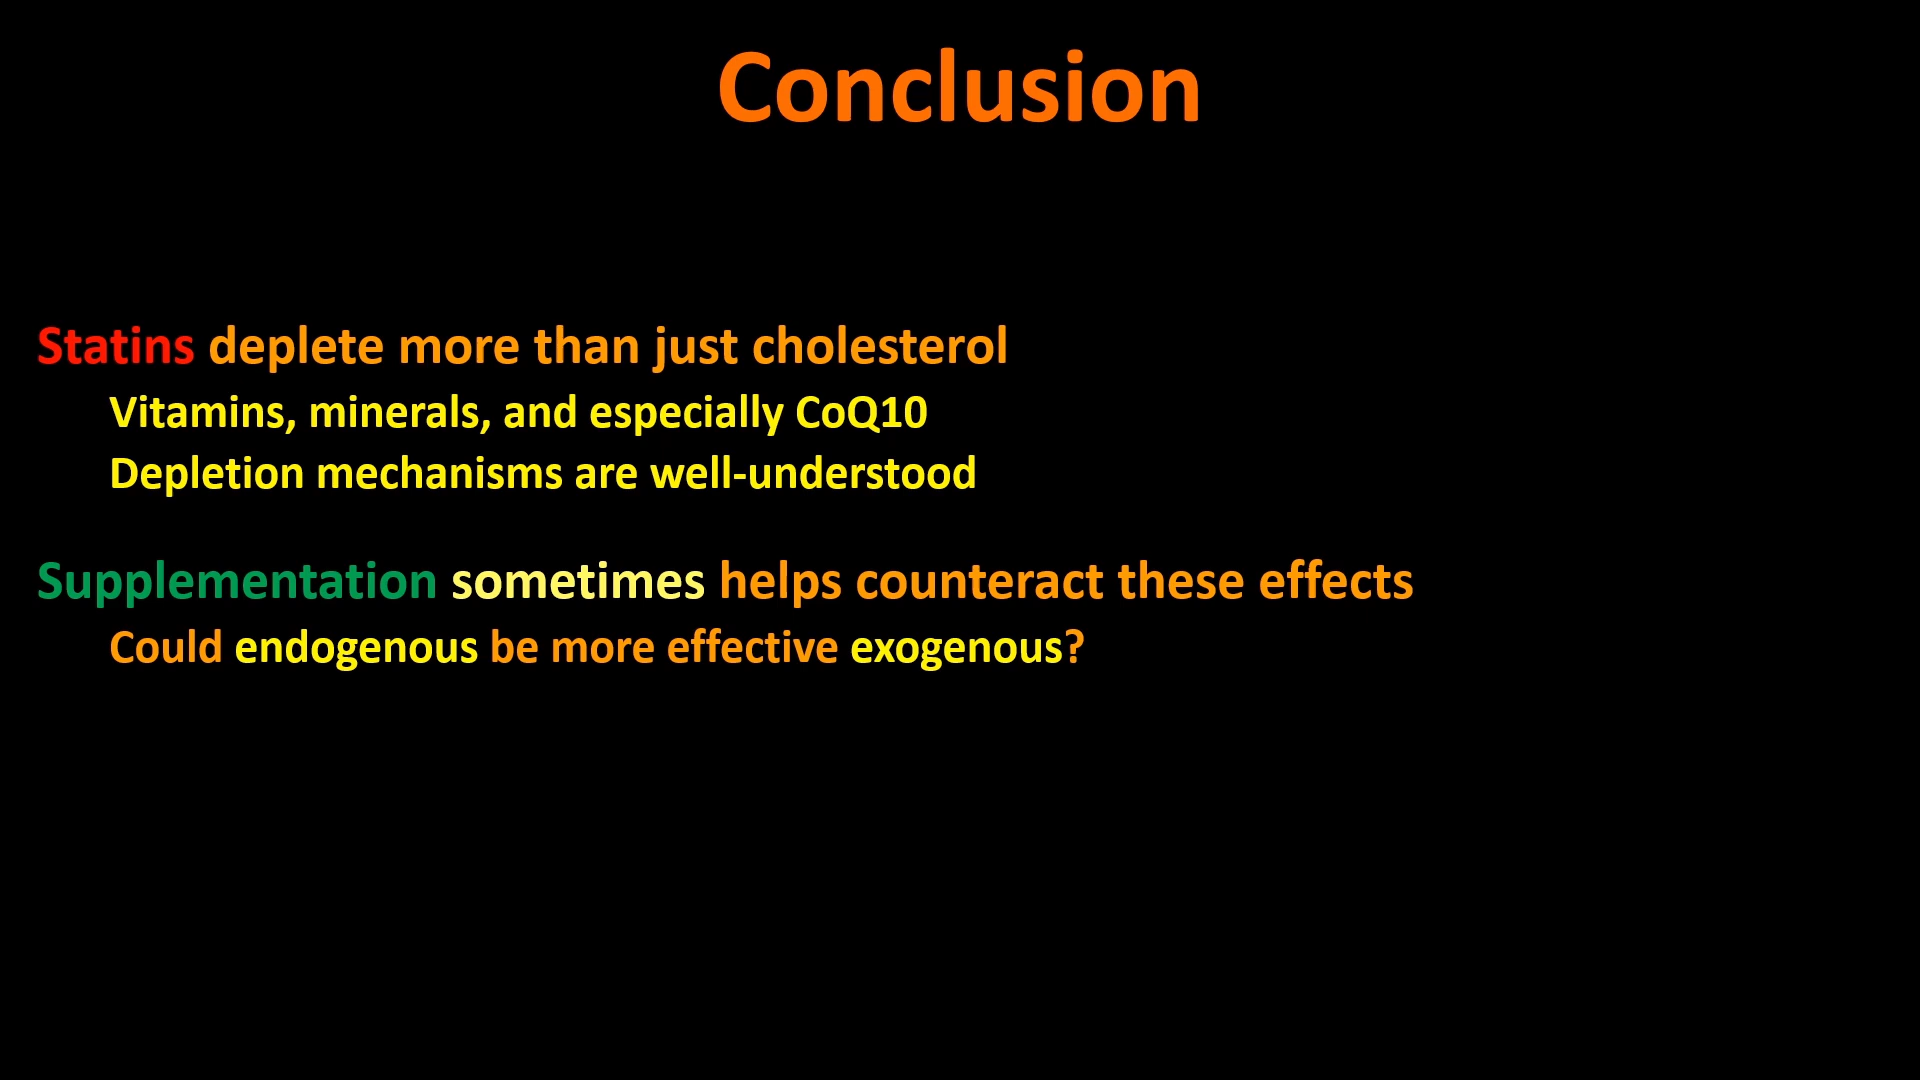 Conclusion
Statins deplete more than just cholesterol
Vitamins, minerals, and especially CoQ10
Depletion mechanisms are well-understood
Supplementation sometimes helps counteract these effects
Could endogenous be more effective exogenous?